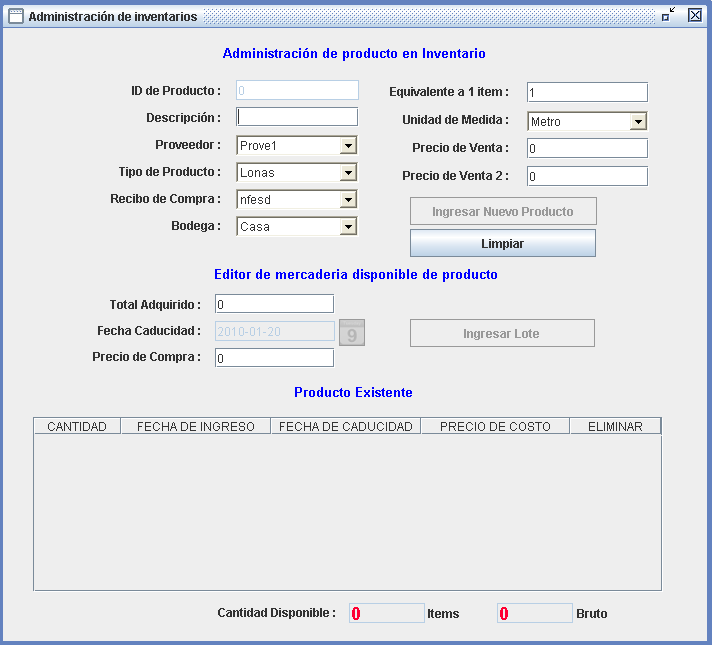 Administración de inventarios
Administración de producto en Inventario
ID de Producto : 0
Descripción :
Proveedor : Prove1
Tipo de Producto : Lonas
Recibo de Compra : nfesd
Bodega : Casa
Equivalente a 1 item : 1
Unidad de Medida : Metro
Precio de Venta : 0
Precio de Venta 2 : 0
Ingresar Nuevo Producto
Limpiar
Editor de mercaderia disponible de producto
Total Adquirido : 0
Fecha Caducidad : 2010-01-20 9
Precio de Compra : 0
Ingresar Lote
Producto Existente
CANTIDAD FECHA DE INGRESO FECHA DE CADUCIDAD PRECIO DE COSTO ELIMINAR
Cantidad Disponible : 0 Items 0 Bruto